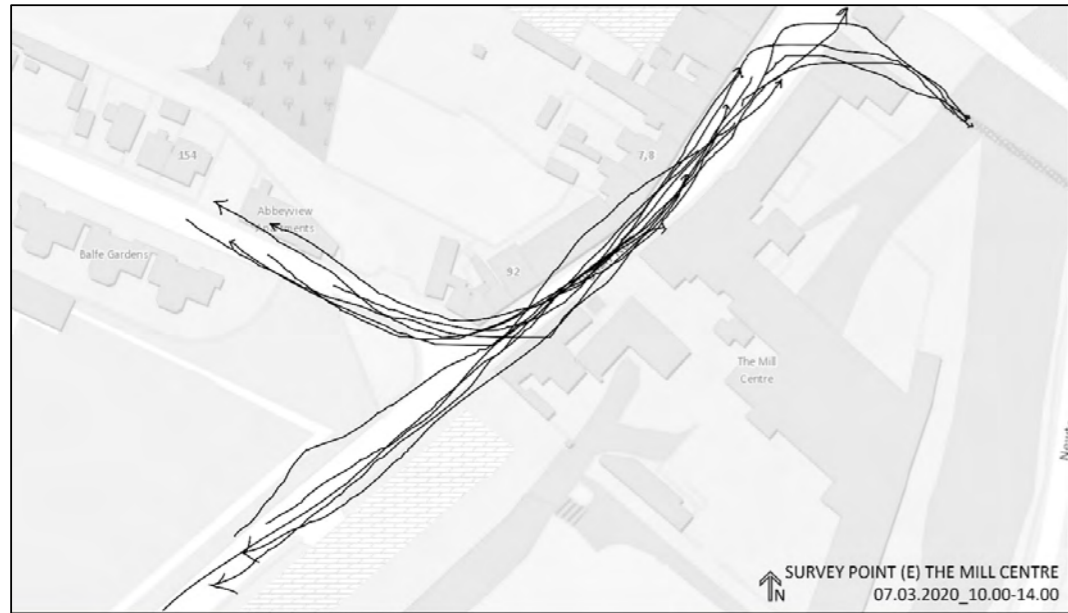 154
7,8
Abbeyview
Apartments
Balfe Gardens
92
The Mill
Centre
N
SURVEY POINT (E) THE MILL CENTRE
07.03.2020_10.00-14.00